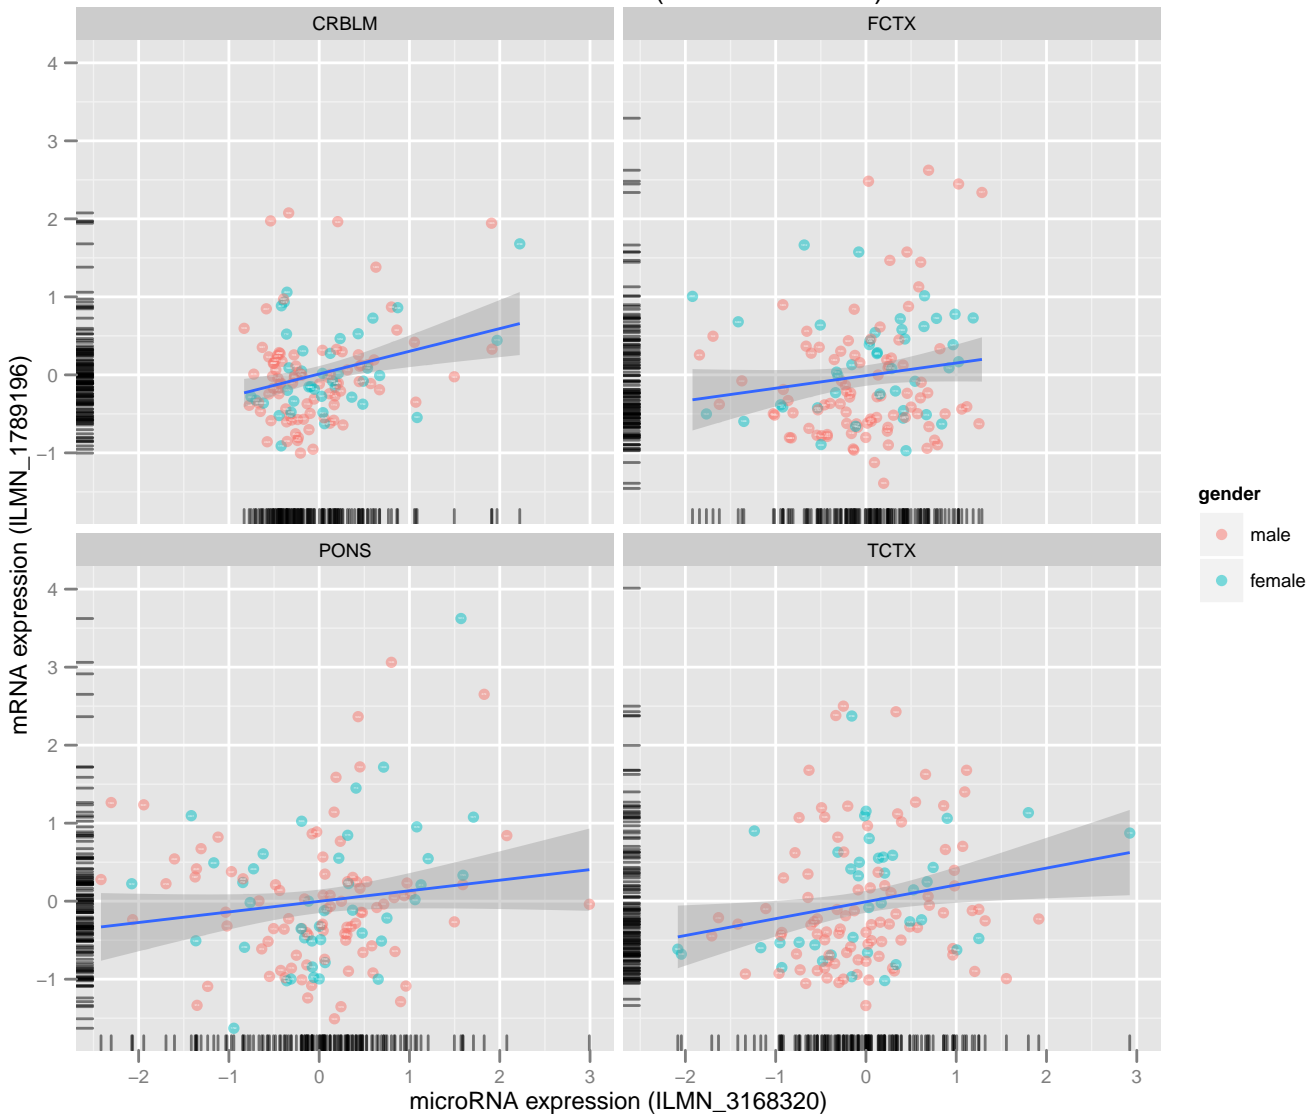 CRBLM
FCTX
4
3
2
1
0
−1
PONS
TCTX
4
3
2
1
0
−1
−2 −1 0 1 2 3
−2 −1 0 1 2 3
microRNA expression (ILMN_3168320)
mRNA expression (ILMN_1789196)
gender
male
female